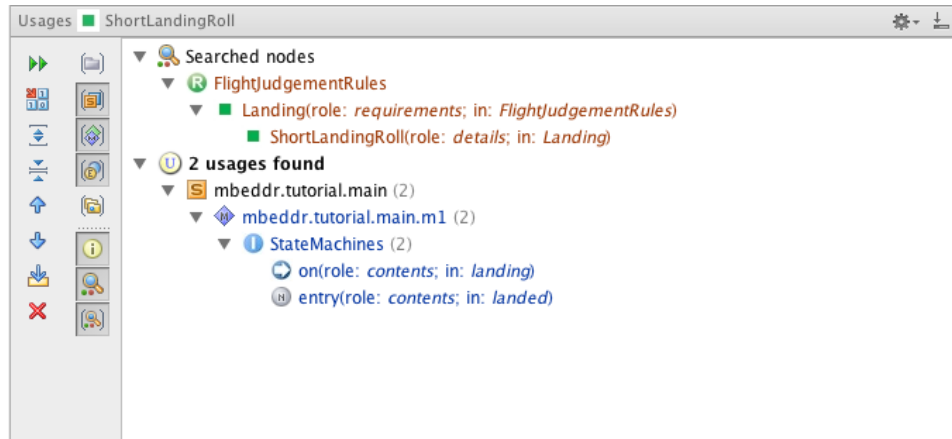 Usages ShortLandingRoll
Searched nodes
FlightJudgementRules
Landing(role: requirements; in: FlightJudgementRules)
ShortLandingRoll(role: details; in: Landing)
2 usages found
mbeddr.tutorial.main (2)
mbeddr.tutorial.main.m1 (2)
StateMachines (2)
on(role: contents; in: landing)
entry(role: contents; in: landed)